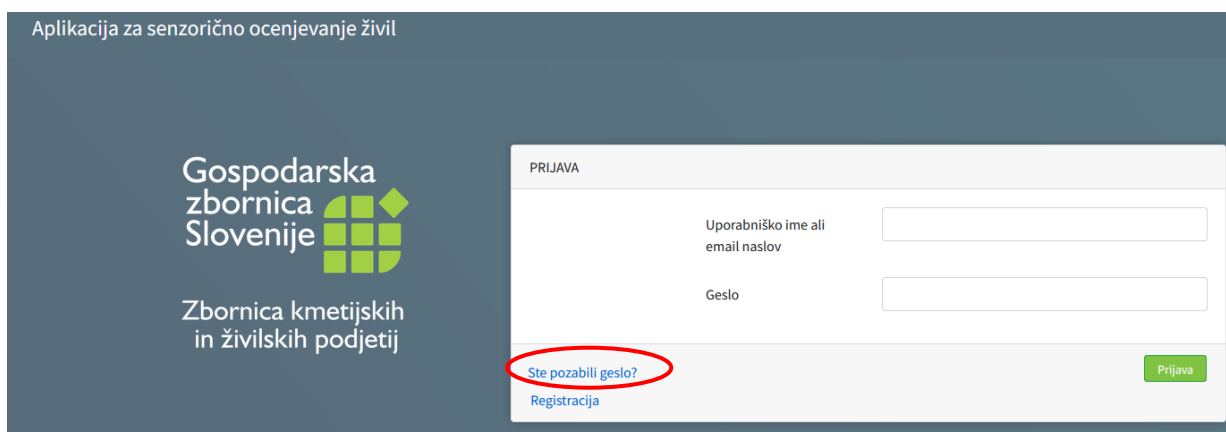 Aplikacija za senzorično ocenjevanje živil
Gospodarska
zbornica
Slovenije
Zbornica kmetijskih
in živilskih podjetij
PRIJAVA
Uporabniško ime ali
email naslov
Geslo
Ste pozabili geslo?
Prijava
Registracija